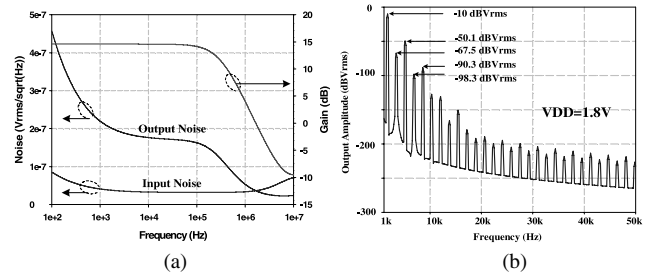 5e-7
4e-7
3e-7
2e-7
1e-7
0
Noise (Vrms/sqrt(Hz))
20
15
10
5
0
-5
-10
-15
Gain (dB)
Output Noise
Input Noise
1e+2
1e+3
1e+4
1e+5
1e+6
1e+7
Frequency (Hz)
(a)
0
-100
-200
-300
Output Amplitude (dBVrms)
-10 dBVrms
-50.1 dBVrms
-67.5 dBVrms
-90.3 dBVrms
-98.3 dBVrms
VDD=1.8V
1k
10k
20k
30k
40k
50k
Frequency (Hz)
(b)